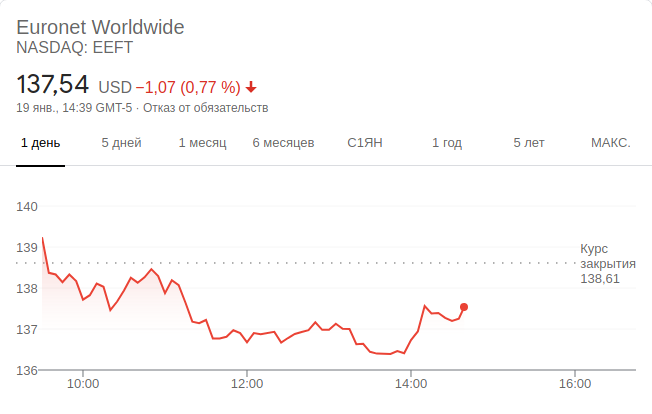 Euronet Worldwide
NASDAQ: EEFT
137,54 USD −1,07 (0,77 %)
19 янв., 14:39 GMT-5 · Отказ от обязательств
1 день 5 дней 1 месяц 6 месяцев С1ЯН 1 год 5 лет МАКС.
140
139
Курс
закрытия
138,61
138
137
136
10:00 12:00 14:00 16:00